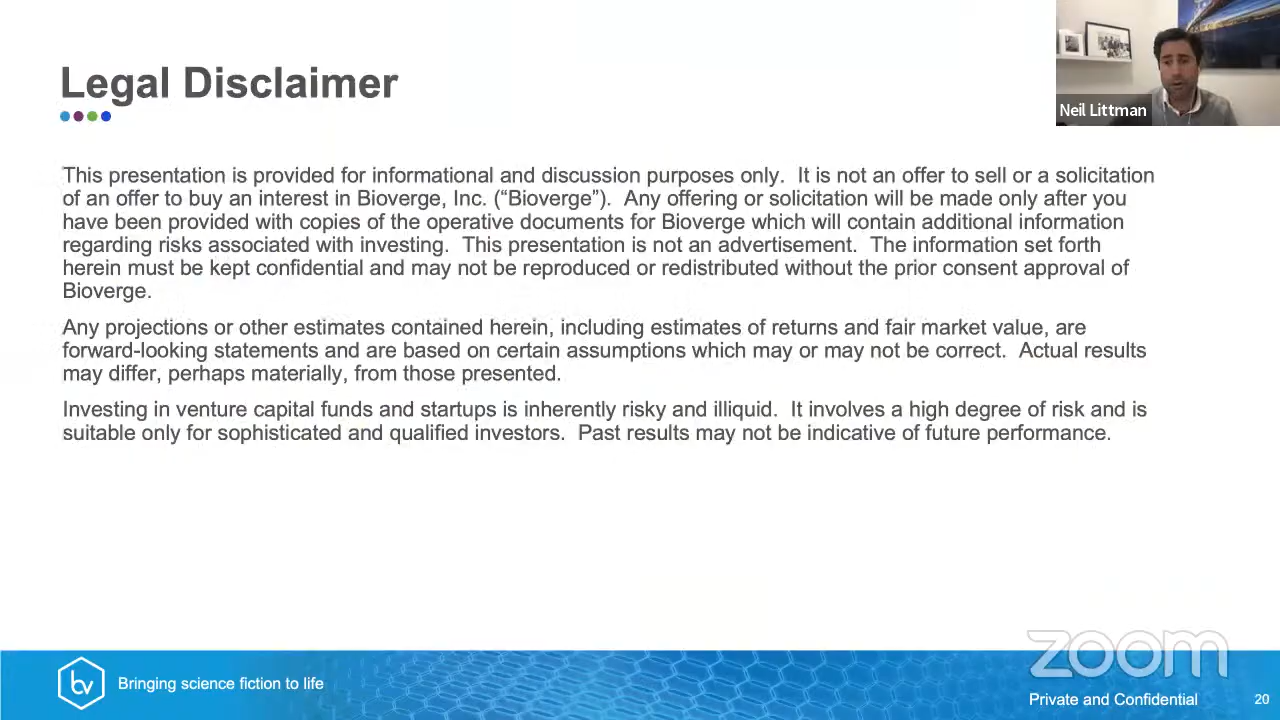 Legal Disclaimer
Neil Littman
This presentation is provided for informational and discussion purposes only.  It is not an offer to sell or a solicitation
of an offer to buy an interest in Bioverge, Inc. (“Bioverge”).  Any offering or solicitation will be made only after you
have been provided with copies of the operative documents for Bioverge which will contain additional information
regarding risks associated with investing.  This presentation is not an advertisement.  The information set forth
herein must be kept confidential and may not be reproduced or redistributed without the prior consent approval of
Bioverge.
Any projections or other estimates contained herein, including estimates of returns and fair market value, are
forward-looking statements and are based on certain assumptions which may or may not be correct.  Actual results
may differ, perhaps materially, from those presented.
Investing in venture capital funds and startups is inherently risky and illiquid.  It involves a high degree of risk and is
suitable only for sophisticated and qualified investors.  Past results may not be indicative of future performance.
zoom
bv
Bringing science fiction to life
Private and Confidential
20